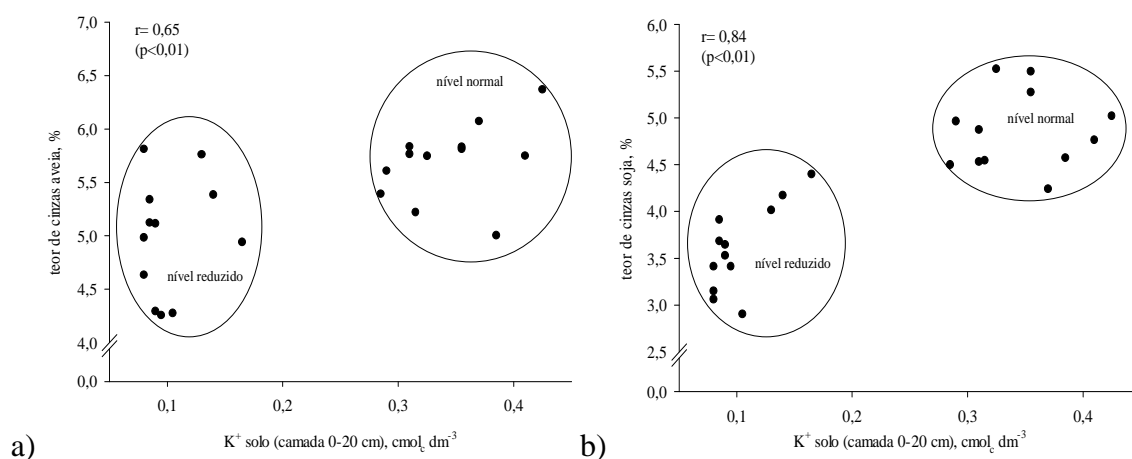 r= 0,65
(p<0,01)
nível normal
nível reduzido
teor de cinzas aveia, %
7,0
6,5
6,0
5,5
5,0
4,5
4,0
0,0
0,1
0,2
0,3
0,4
K⁺ solo (camada 0-20 cm), cmol_c dm⁻³
a)
r= 0,84
(p<0,01)
nível normal
nível reduzido
teor de cinzas soja, %
6,0
5,5
5,0
4,5
4,0
3,5
3,0
2,5
0,0
0,1
0,2
0,3
0,4
K⁺ solo (camada 0-20 cm), cmol_c dm⁻³
b)